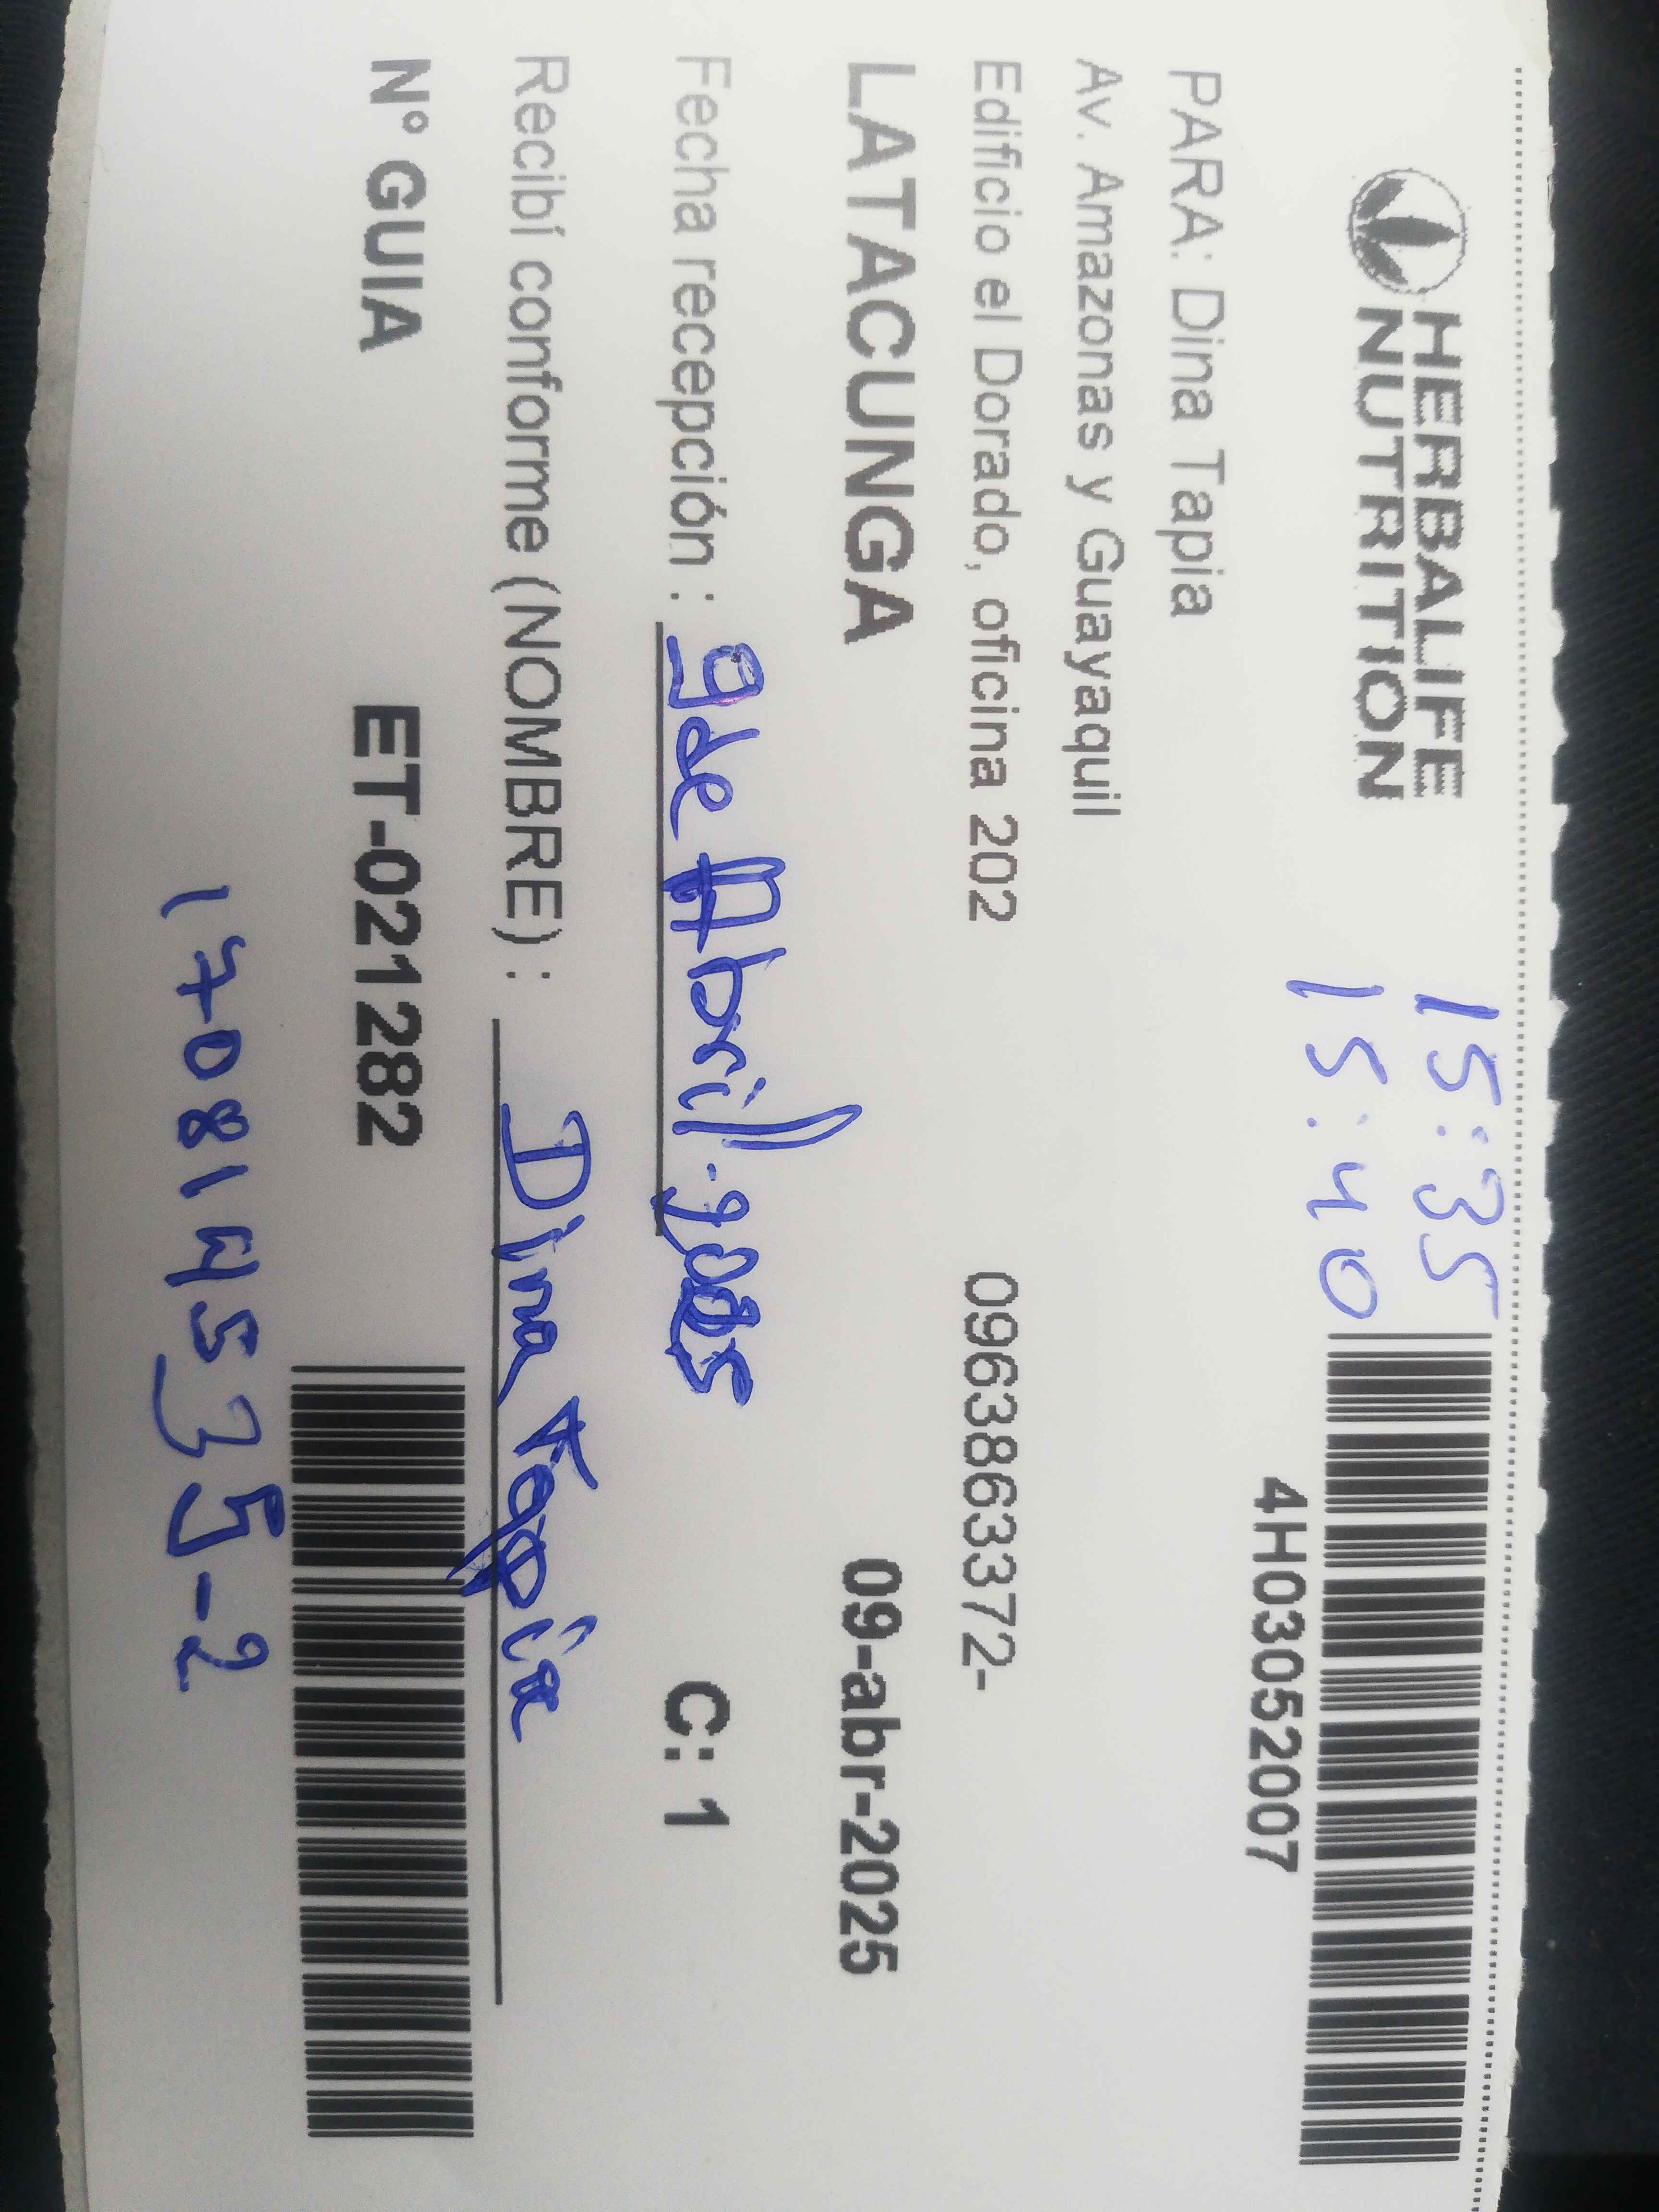 HERBALIFE
NUTRITION
15:35
15:40
4H03052007
PARA: Dina Tapia
Av. Amazonas y Guayaquil
Edificio el Dorado, oficina 202 0963863372-
LATACUNGA 09-abr-2025
Fecha recepción : 9 de Abril. 2025 C: 1
Recibí conforme (NOMBRE) : Dina Tapia
N° GUIA ET-021282
170814535-2